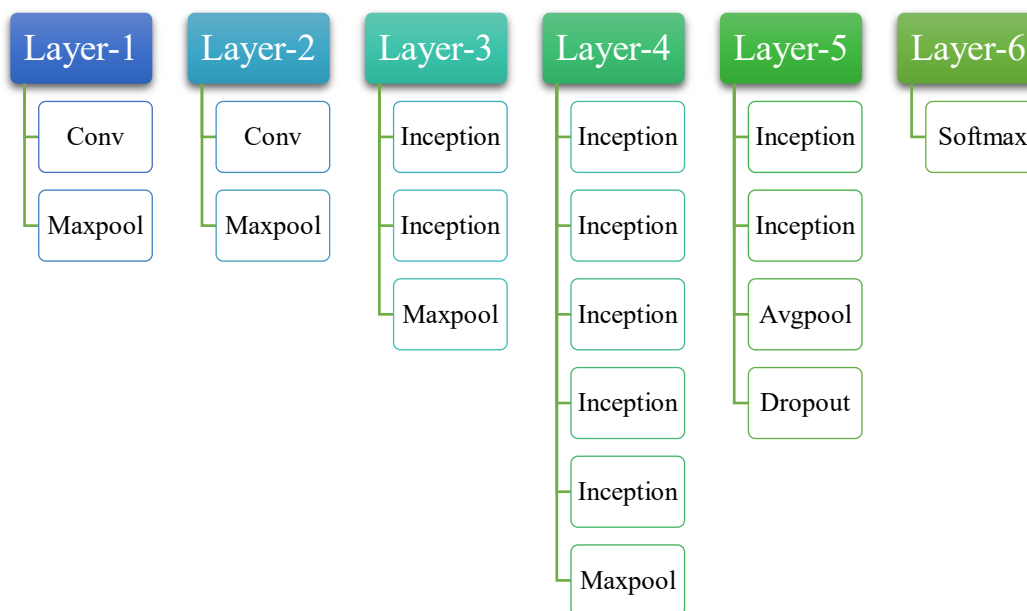 Layer-1
Conv
Maxpool
Layer-2
Conv
Maxpool
Layer-3
Inception
Inception
Maxpool
Layer-4
Inception
Inception
Inception
Inception
Inception
Maxpool
Layer-5
Inception
Inception
Avgpool
Dropout
Layer-6
Softmax